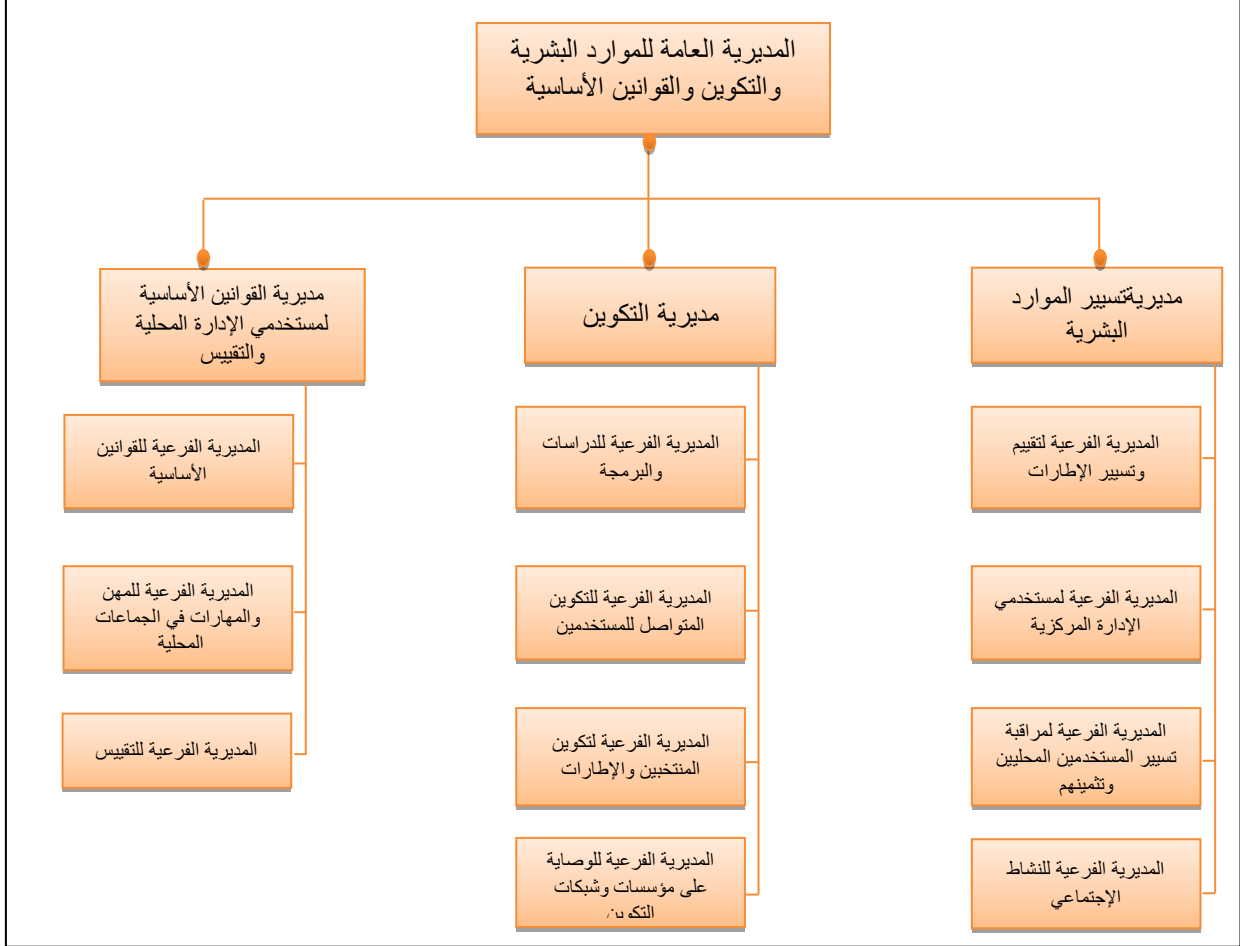 المديرية العامة للموارد البشرية
والتكوين والقوانين الأساسية
مديريةتسيير الموارد
البشرية
المديرية الفرعية لتقييم
وتسيير الإطارات
المديرية الفرعية لمستخدمي
الإدارة المركزية
المديرية الفرعية لمراقبة
تسيير المستخدمين المحليين
وتثمينهم
المديرية الفرعية للنشاط
الإجتماعي
مديرية التكوين
المديرية الفرعية للدراسات
والبرمجة
المديرية الفرعية للتكوين
المتواصل للمستخدمين
المديرية الفرعية لتكوين
المنتخبين والإطارات
المديرية الفرعية للوصاية
على مؤسسات وشبكات
التكوين
مديرية القوانين الأساسية
لمستخدمي الإدارة المحلية
والتقييس
المديرية الفرعية للقوانين
الأساسية
المديرية الفرعية للمهن
والمهارات في الجماعات
المحلية
المديرية الفرعية للتقييس